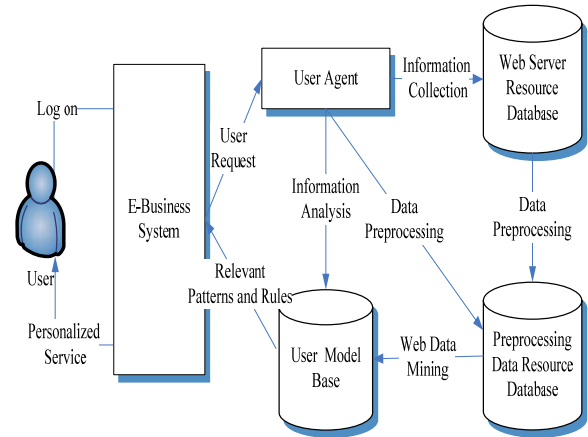 Log on
User
Personalized
Service
E-Business
System
User
Request
User Agent
Information
Collection
Web Server
Resource
Database
Information
Analysis
Data
Preprocessing
Data
Preprocessing
Relevant
Patterns and Rules
User Model
Base
Web Data
Mining
Preprocessing
Data Resource
Database